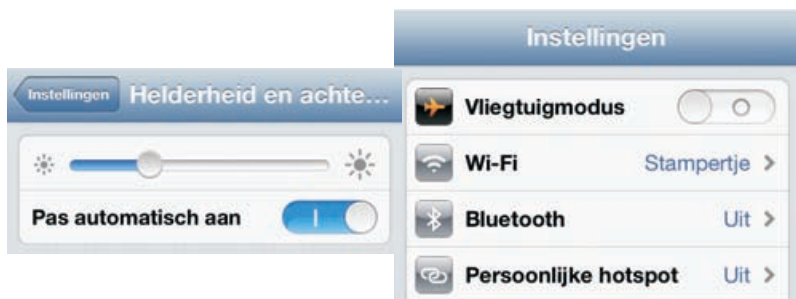 Instellingen
Helderheid en achte...
Pas automatisch aan
Instellingen
Vliegtuigmodus
Wi-Fi Stampertje
Bluetooth Uit
Persoonlijke hotspot Uit